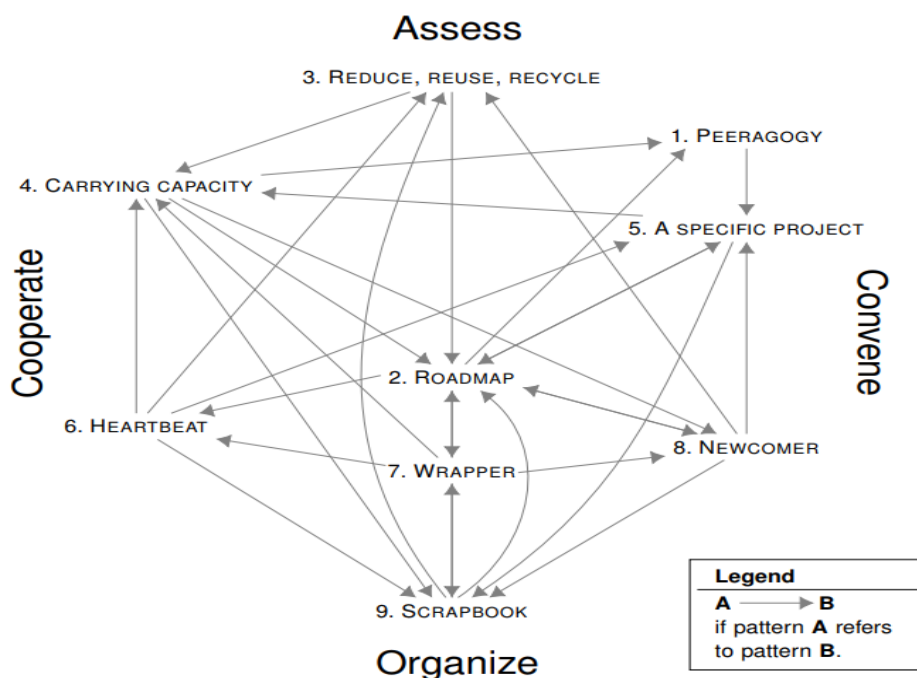 Assess
3. REDUCE, REUSE, RECYCLE
1. PEERAGOGY
4. CARRYING CAPACITY
5. A SPECIFIC PROJECT
Cooperate
Convene
2. ROADMAP
6. HEARTBEAT
8. NEWCOMER
7. WRAPPER
9. SCRAPBOOK
Organize
Legend
A B
if pattern A refers
to pattern B.